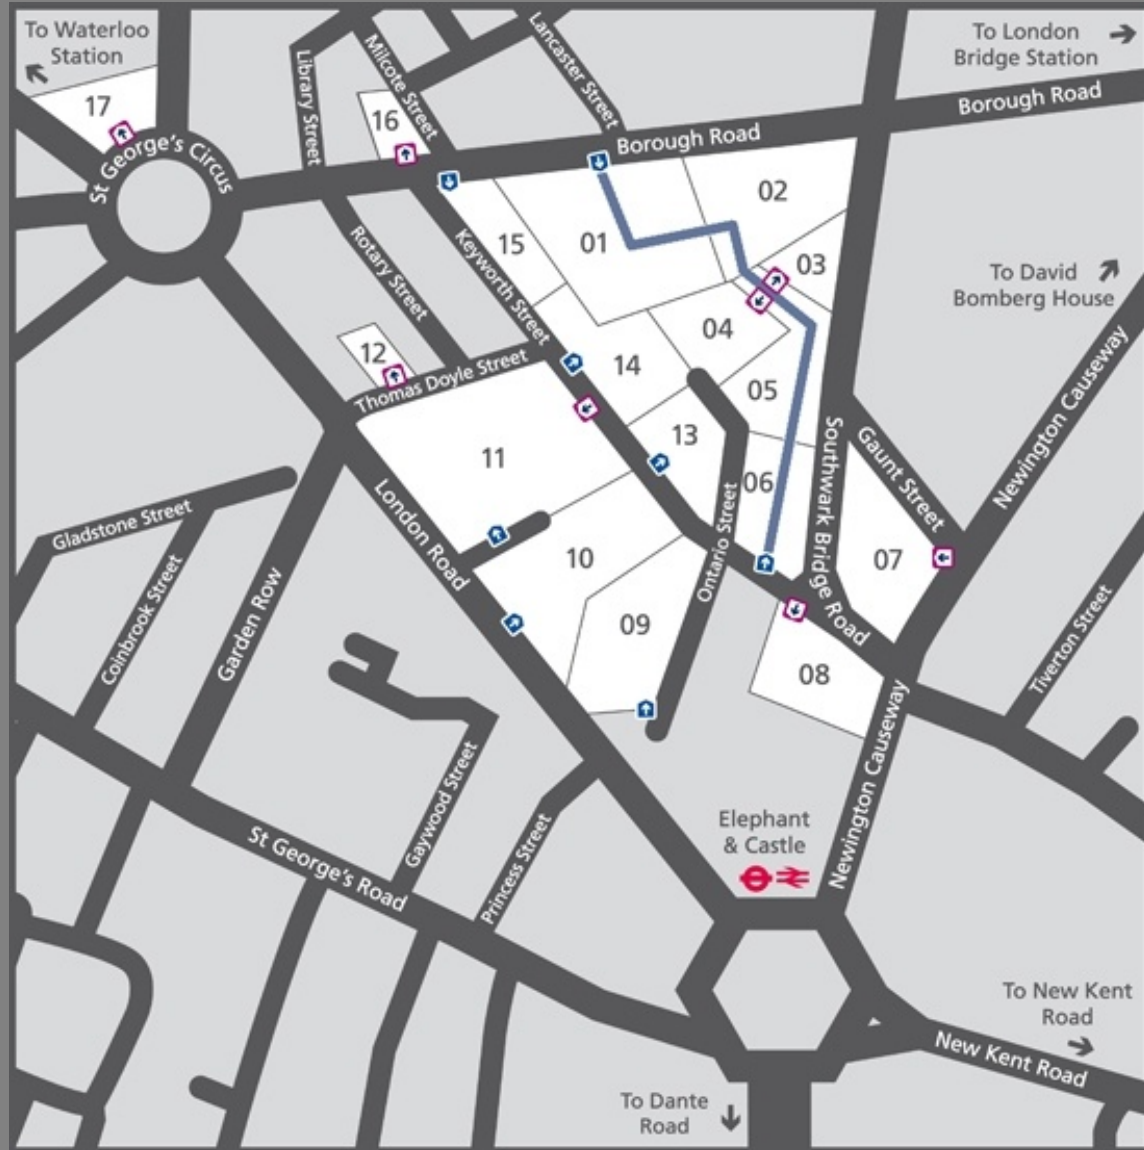 To Waterloo
Station
17
St George's Circus
Library Street
Milcote Street
16
Lancaster Street
To London
Bridge Station
Borough Road
Borough Road
02
01
15
03
Keyworth Street
Rotary Street
To David
Bomberg House
04
12
Thomas Doyle Street
14
05
13
11
06
Southwark Bridge Road
Gaunt Street
Newington Causeway
London Road
Gladstone Street
Coinbrook Street
Garden Row
10
Ontario Street
07
09
08
Tiverton Street
Gaywood Street
Princess Street
St George's Road
Elephant
& Castle
Newington Causeway
To New Kent
Road
New Kent Road
To Dante
Road